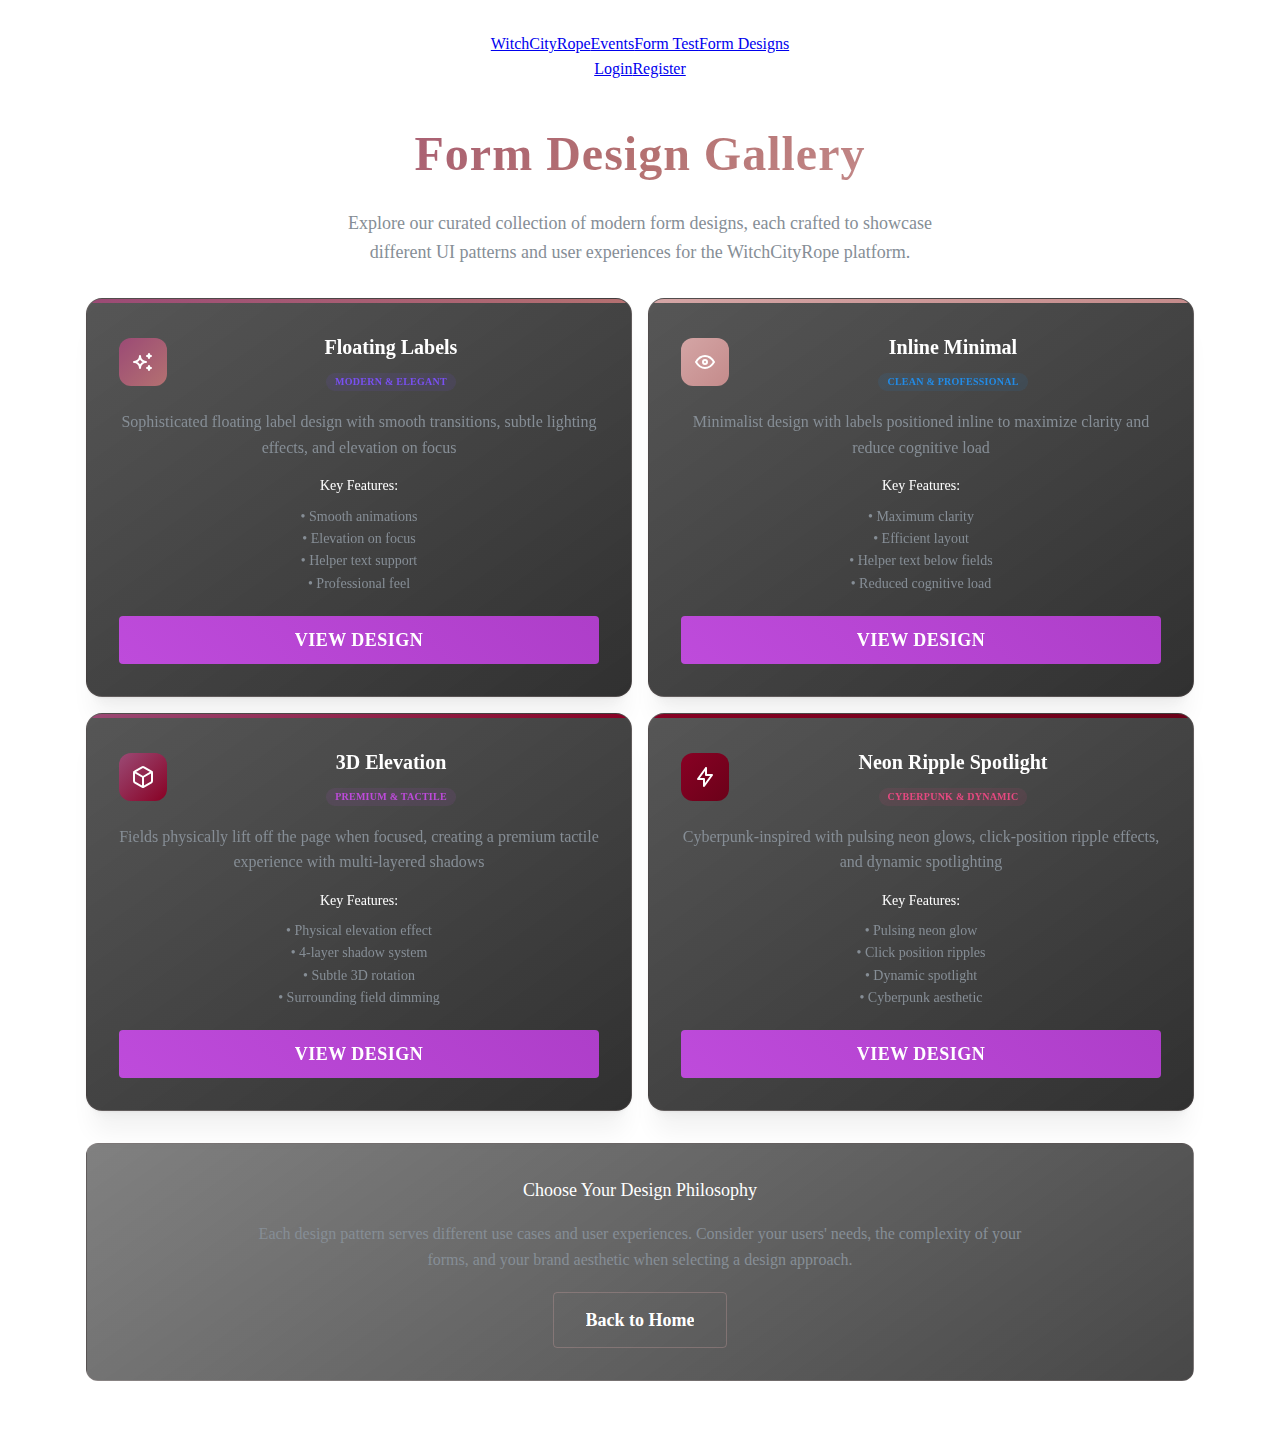 WitchCityRopeEventsForm TestForm Designs
LoginRegister
Form Design Gallery
Explore our curated collection of modern form designs, each crafted to showcase
different UI patterns and user experiences for the WitchCityRope platform.
Floating Labels
MODERN & ELEGANT
Sophisticated floating label design with smooth transitions, subtle lighting
effects, and elevation on focus
Key Features:
• Smooth animations
• Elevation on focus
• Helper text support
• Professional feel
VIEW DESIGN
Inline Minimal
CLEAN & PROFESSIONAL
Minimalist design with labels positioned inline to maximize clarity and
reduce cognitive load
Key Features:
• Maximum clarity
• Efficient layout
• Helper text below fields
• Reduced cognitive load
VIEW DESIGN
3D Elevation
PREMIUM & TACTILE
Fields physically lift off the page when focused, creating a premium tactile
experience with multi-layered shadows
Key Features:
• Physical elevation effect
• 4-layer shadow system
• Subtle 3D rotation
• Surrounding field dimming
VIEW DESIGN
Neon Ripple Spotlight
CYBERPUNK & DYNAMIC
Cyberpunk-inspired with pulsing neon glows, click-position ripple effects,
and dynamic spotlighting
Key Features:
• Pulsing neon glow
• Click position ripples
• Dynamic spotlight
• Cyberpunk aesthetic
VIEW DESIGN
Choose Your Design Philosophy
Each design pattern serves different use cases and user experiences. Consider your users' needs, the complexity of your
forms, and your brand aesthetic when selecting a design approach.
Back to Home